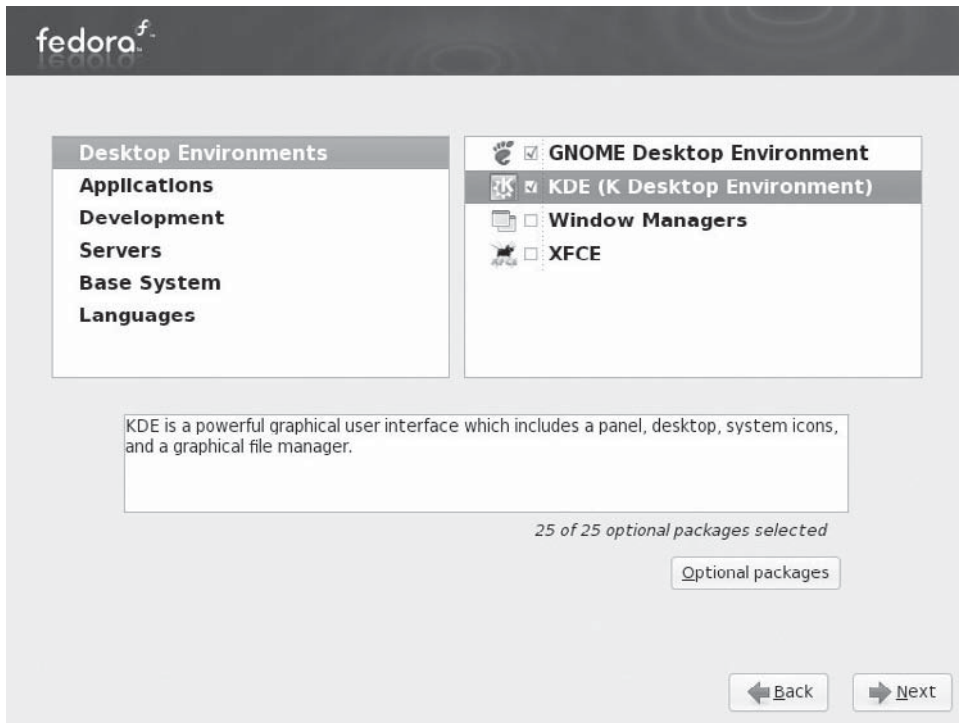 fedora
Desktop Environments
Applications
Development
Servers
Base System
Languages
GNOME Desktop Environment
KDE (K Desktop Environment)
Window Managers
XFCE
KDE is a powerful graphical user interface which includes a panel, desktop, system icons,
and a graphical file manager.
25 of 25 optional packages selected
Optional packages
Back
Next